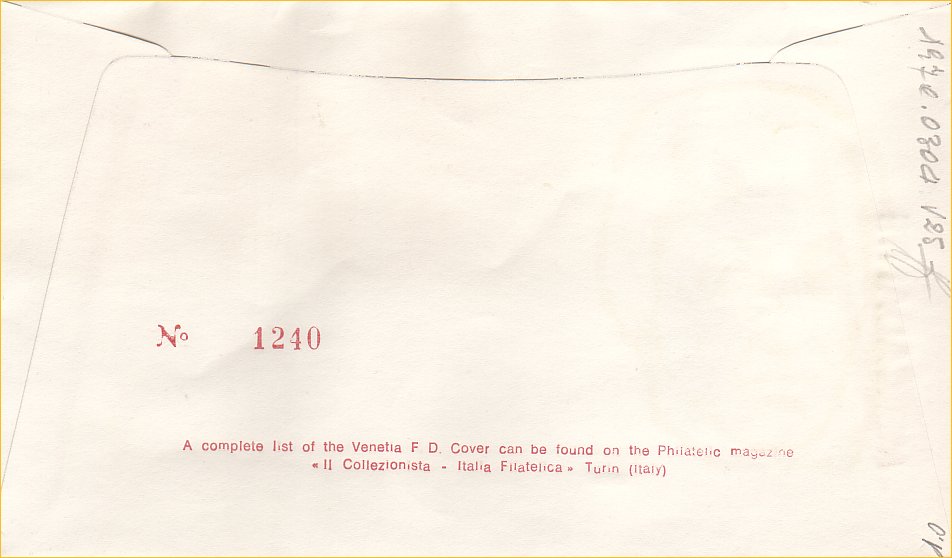 No 1240
A complete list of the Venetia F D. Cover can be found on the Philatelic magazine
« Il Collezionista - Italia Filatelica » Turin (Italy)
V25